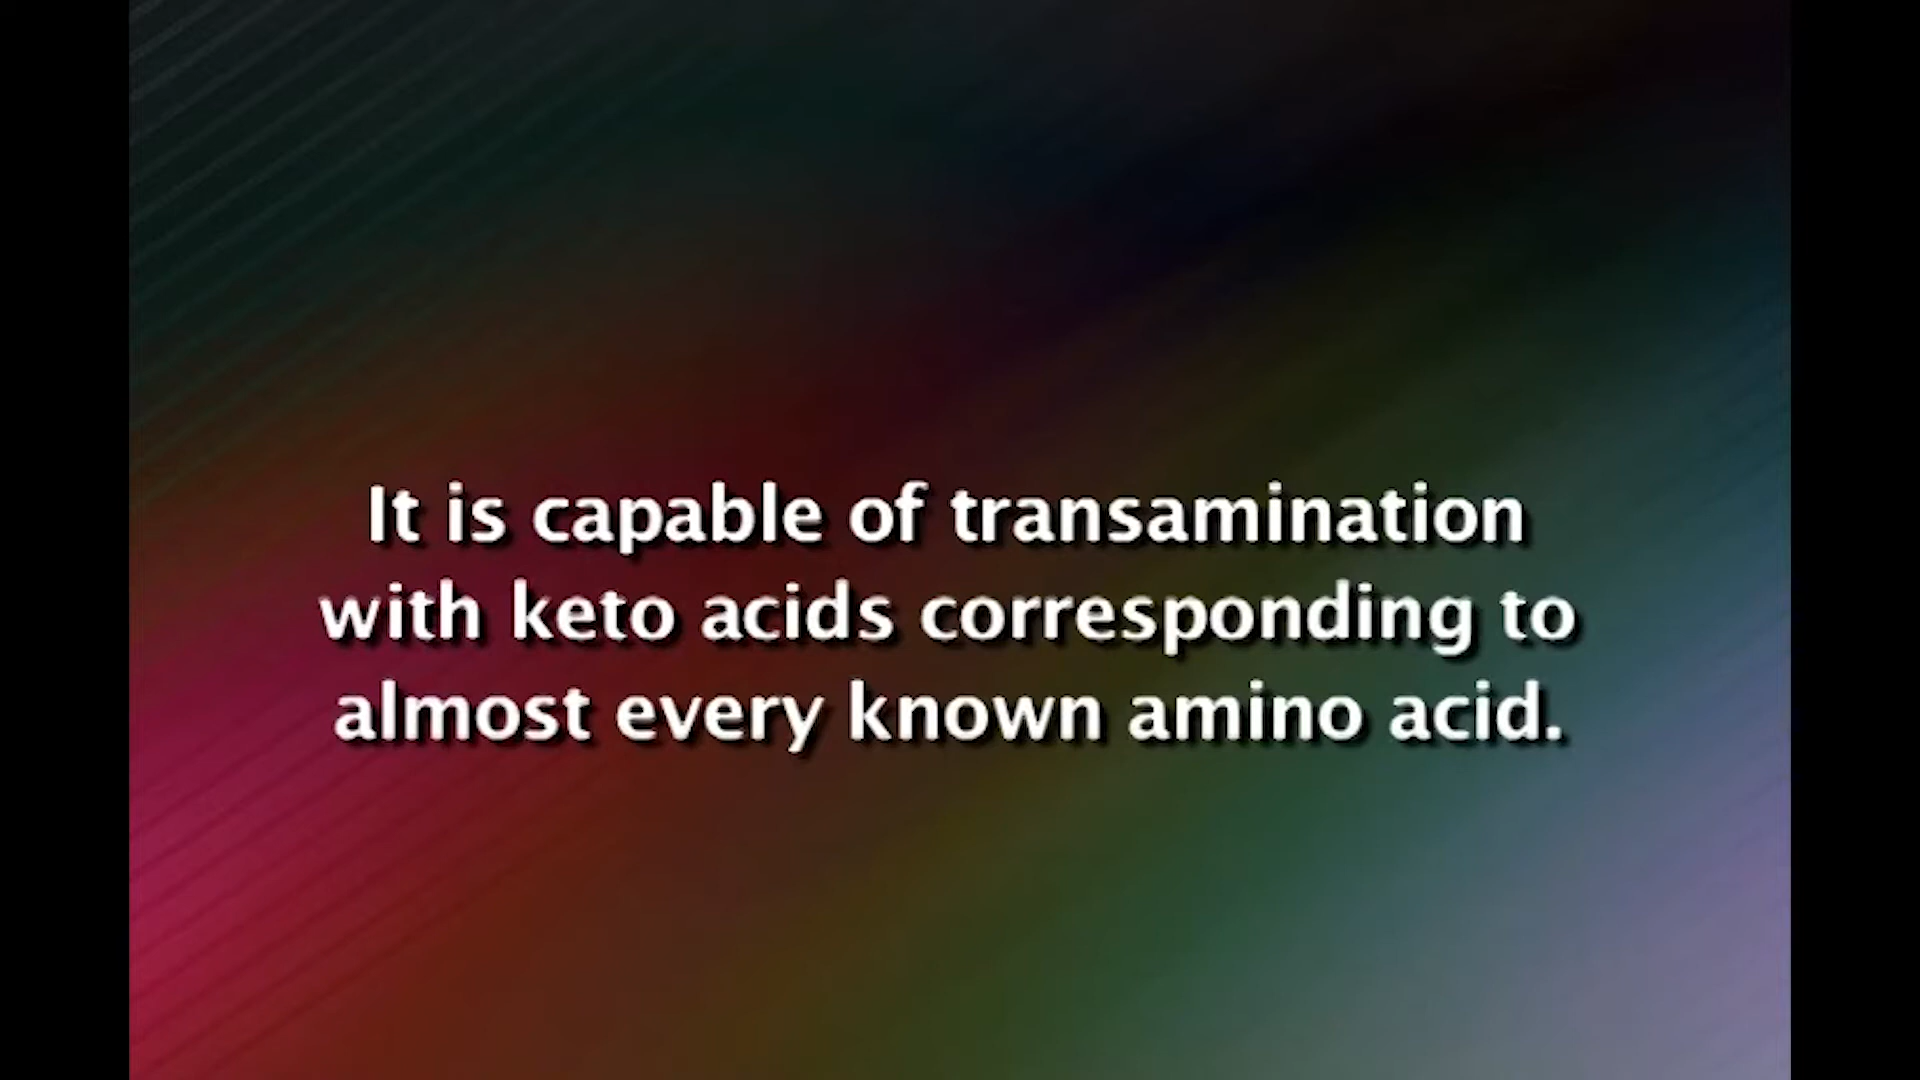 It is capable of transamination
with keto acids corresponding to
almost every known amino acid.